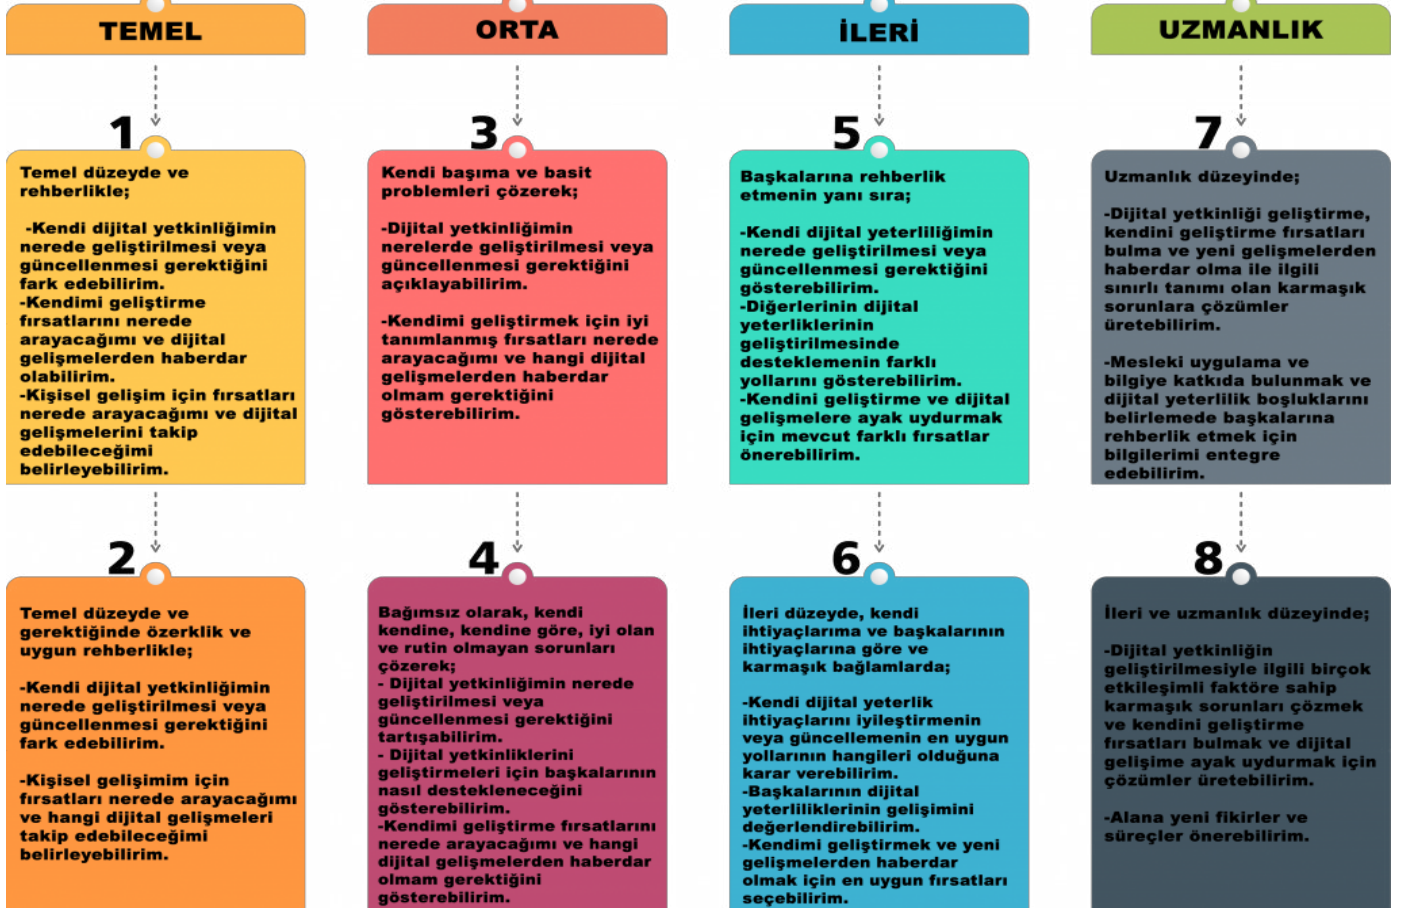 TEMEL
1
Temel düzeyde ve
rehberlikle;
-Kendi dijital yetkinliğimin
nerede geliştirilmesi veya
güncellenmesi gerektiğini
fark edebilirim.
-Kendimi geliştirme
fırsatlarını nerede
arayacağımı ve dijital
gelişmelerden haberdar
olabilirim.
-Kişisel gelişim için fırsatları
nerede arayacağımı ve dijital
gelişmelerini takip
edebileceğimi
belirleyebilirim.
2
Temel düzeyde ve
gerektiğinde özerklik ve
uygun rehberlikle;
-Kendi dijital yetkinliğimin
nerede geliştirilmesi veya
güncellenmesi gerektiğini
fark edebilirim.
-Kişisel gelişimim için
fırsatları nerede arayacağımı
ve hangi dijital gelişmeleri
takip edebileceğimi
belirleyebilirim.
ORTA
3
Kendi başıma ve basit
problemleri çözerek;
-Dijital yetkinliğimin
nerelerde geliştirilmesi veya
güncellenmesi gerektiğini
açıklayabilirim.
-Kendimi geliştirmek için iyi
tanımlanmış fırsatları nerede
arayacağımı ve hangi dijital
gelişmelerden haberdar
olmam gerektiğini
gösterebilirim.
4
Bağımsız olarak, kendi
kendine, kendine göre, iyi olan
ve rutin olmayan sorunları
çözerek;
- Dijital yetkinliğimin nerede
geliştirilmesi veya
güncellenmesi gerektiğini
tartışabilirim.
- Dijital yetkinliklerini
geliştirmeleri için başkalarının
nasıl destekleneceğini
gösterebilirim.
-Kendimi geliştirme fırsatlarını
nerede arayacağımı ve hangi
dijital gelişmelerden haberdar
olmam gerektiğini
gösterebilirim.
İLERİ
5
Başkalarına rehberlik
etmenin yanı sıra;
-Kendi dijital yeterliliğimin
nerede geliştirilmesi veya
güncellenmesi gerektiğini
gösterebilirim.
-Diğerlerinin dijital
yeterliklerinin
geliştirilmesinde
desteklemenin farklı
yollarını gösterebilirim.
-Kendini geliştirme ve dijital
gelişmelere ayak uydurmak
için mevcut farklı fırsatlar
önerebilirim.
6
İleri düzeyde, kendi
ihtiyaçlarıma ve başkalarının
ihtiyaçlarına göre ve
karmaşık bağlamlarda;
-Kendi dijital yeterlik
ihtiyaçlarını iyileştirmenin
veya güncellemenin en uygun
yollarının hangileri olduğuna
karar verebilirim.
-Başkalarının dijital
yeterliliklerinin gelişimini
değerlendirebilirim.
-Kendimi geliştirmek ve yeni
gelişmelerden haberdar
olmak için en uygun fırsatları
seçebilirim.
UZMANLIK
7
Uzmanlık düzeyinde;
-Dijital yetkinliği geliştirme,
kendini geliştirme fırsatları
bulma ve yeni gelişmelerden
haberdar olma ile ilgili
sınırlı tanımı olan karmaşık
sorunlara çözümler
üretebilirim.
-Mesleki uygulama ve
bilgiye katkıda bulunmak ve
dijital yeterlilik boşluklarını
belirlemede başkalarına
rehberlik etmek için
bilgilerimi entegre
edebilirim.
8
İleri ve uzmanlık düzeyinde;
-Dijital yetkinliğin
geliştirilmesiyle ilgili birçok
etkileşimli faktöre sahip
karmaşık sorunları çözmek
ve kendini geliştirme
fırsatları bulmak ve dijital
gelişime ayak uydurmak için
çözümler üretebilirim.
-Alana yeni fikirler ve
süreçler önerebilirim.